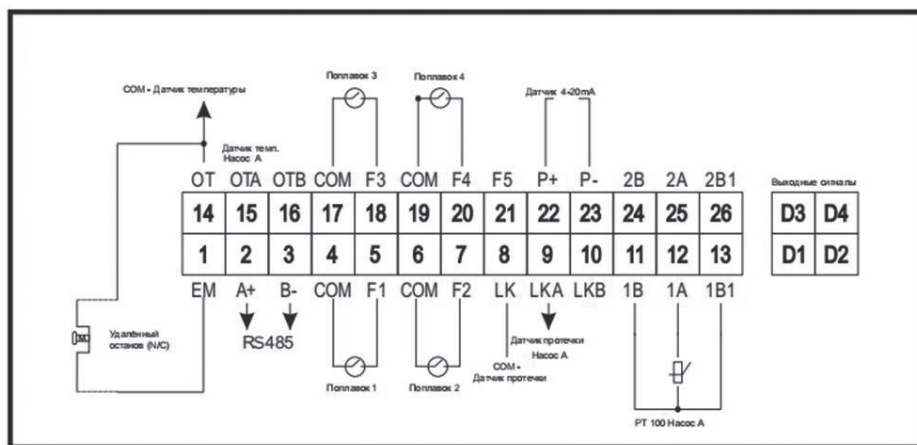 Поплавок 3
Поплавок 4
COM - Датчик температуры
Датчик 4-20mA
Датчик темп.
Насос А
OT OTA OTB COM F3 COM F4 F5 P+ P- 2B 2A 2B1
Выходные сигналы
14 15 16 17 18 19 20 21 22 23 24 25 26
D3 D4
1 2 3 4 5 6 7 8 9 10 11 12 13
D1 D2
EM A+ B- COM F1 COM F2 LK LKA LKB 1B 1A 1B1
Удалённый
останов (N/C)
RS485
Датчик протечки
Насос А
COM -
Датчик протечки
Поплавок 1
Поплавок 2
PT 100 Насос А